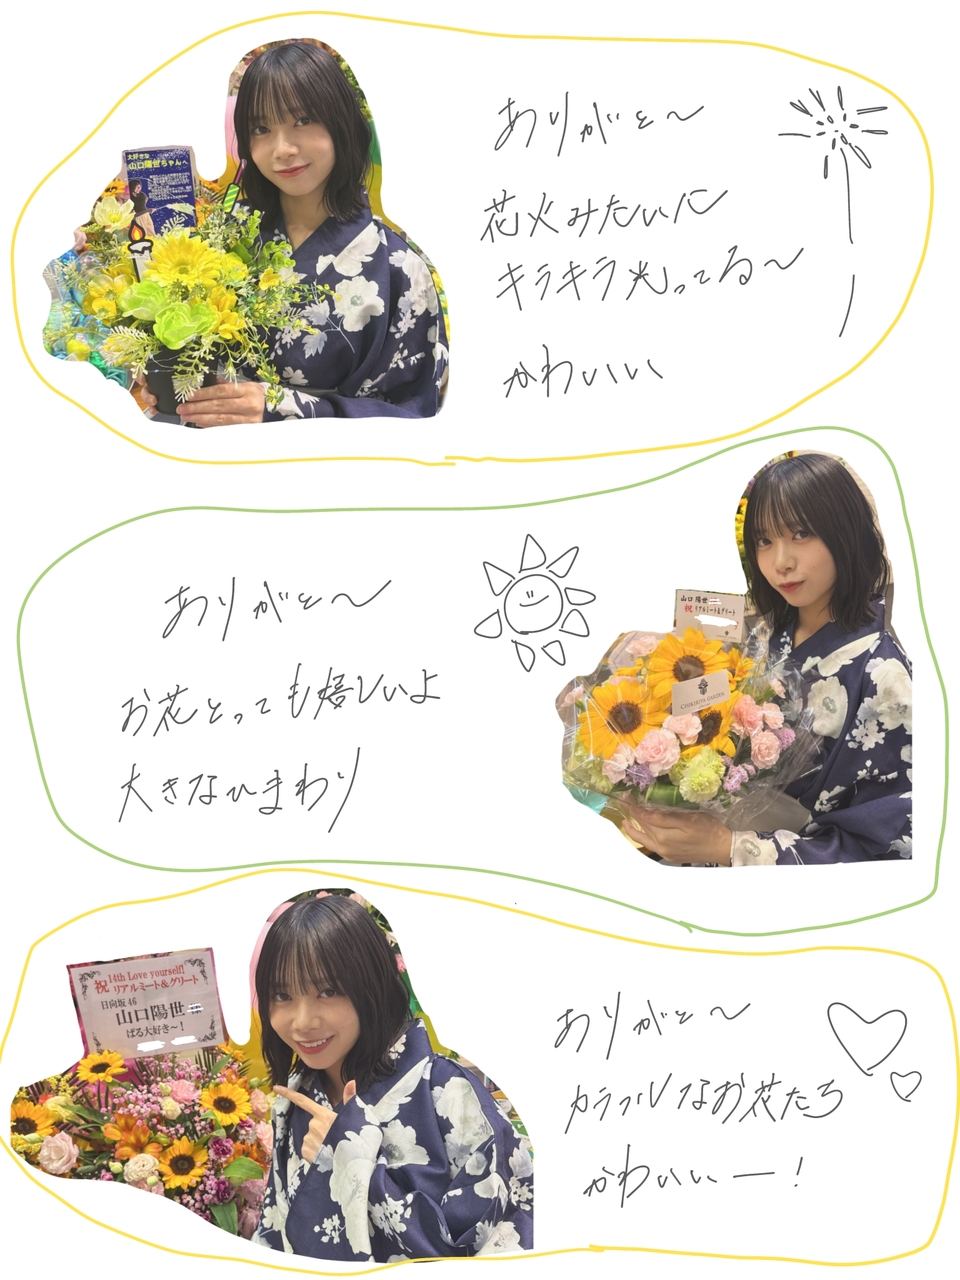 大好きな
山口陽世ちゃんへ
ありがと〜
花火みたいに
キラキラ光ってる〜
かわいい
ありがと〜
お花とっても嬉しいよ
大きなひまわり
山口陽世
祝 リアルミート&グリート
14th Love yourself!
祝 リアルミート&グリート
日向坂46
山口陽世
ぱる大好き〜!
ありがと〜
カラフルなお花たち
かわいいー!